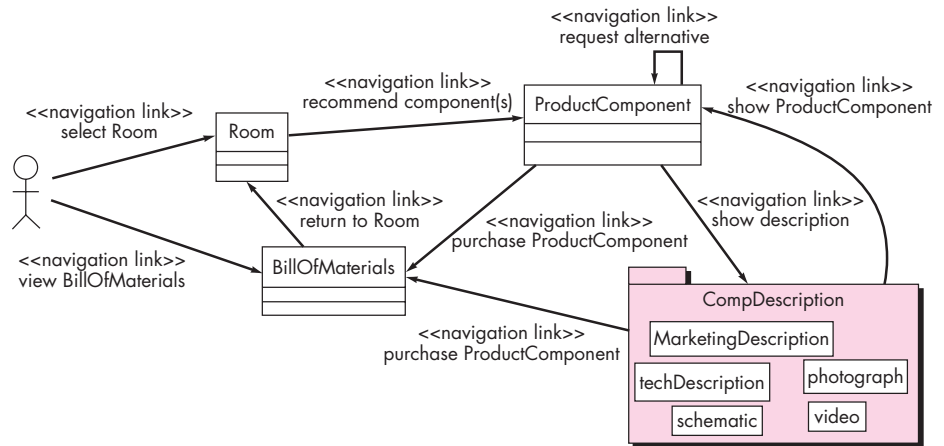 <<navigation link>>
request alternative
<<navigation link>>
select Room
<<navigation link>>
recommend component(s)
ProductComponent
<<navigation link>>
show ProductComponent
Room
<<navigation link>>
return to Room
<<navigation link>>
purchase ProductComponent
<<navigation link>>
show description
<<navigation link>>
view BillOfMaterials
BillOfMaterials
<<navigation link>>
purchase ProductComponent
CompDescription
MarketingDescription
techDescription
photograph
schematic
video